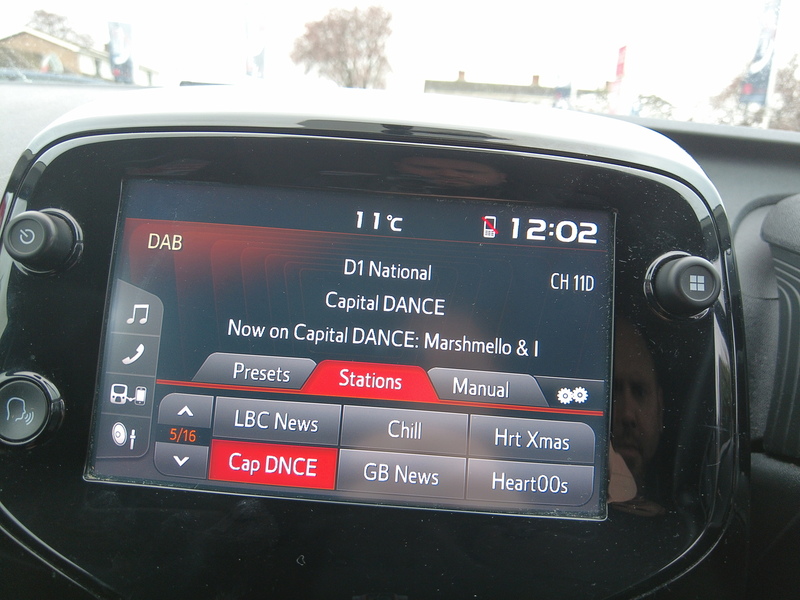 11°C
12:02
DAB
D1 National
CH 11D
Capital DANCE
Now on Capital DANCE: Marshmello & I
Presets
Stations
Manual
5/16
LBC News
Chill
Hrt Xmas
Cap DNCE
GB News
Heart00s